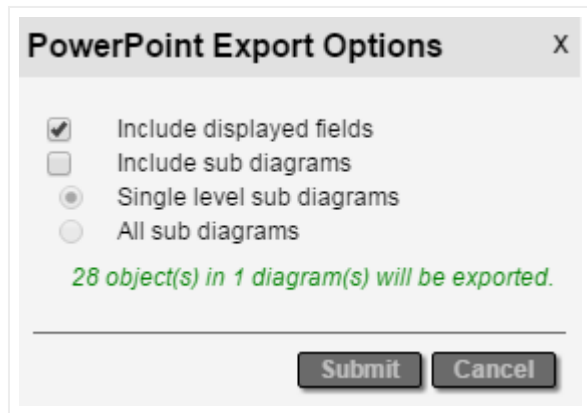 PowerPoint Export Options X
Include displayed fields
Include sub diagrams
Single level sub diagrams
All sub diagrams
28 object(s) in 1 diagram(s) will be exported.
Submit Cancel